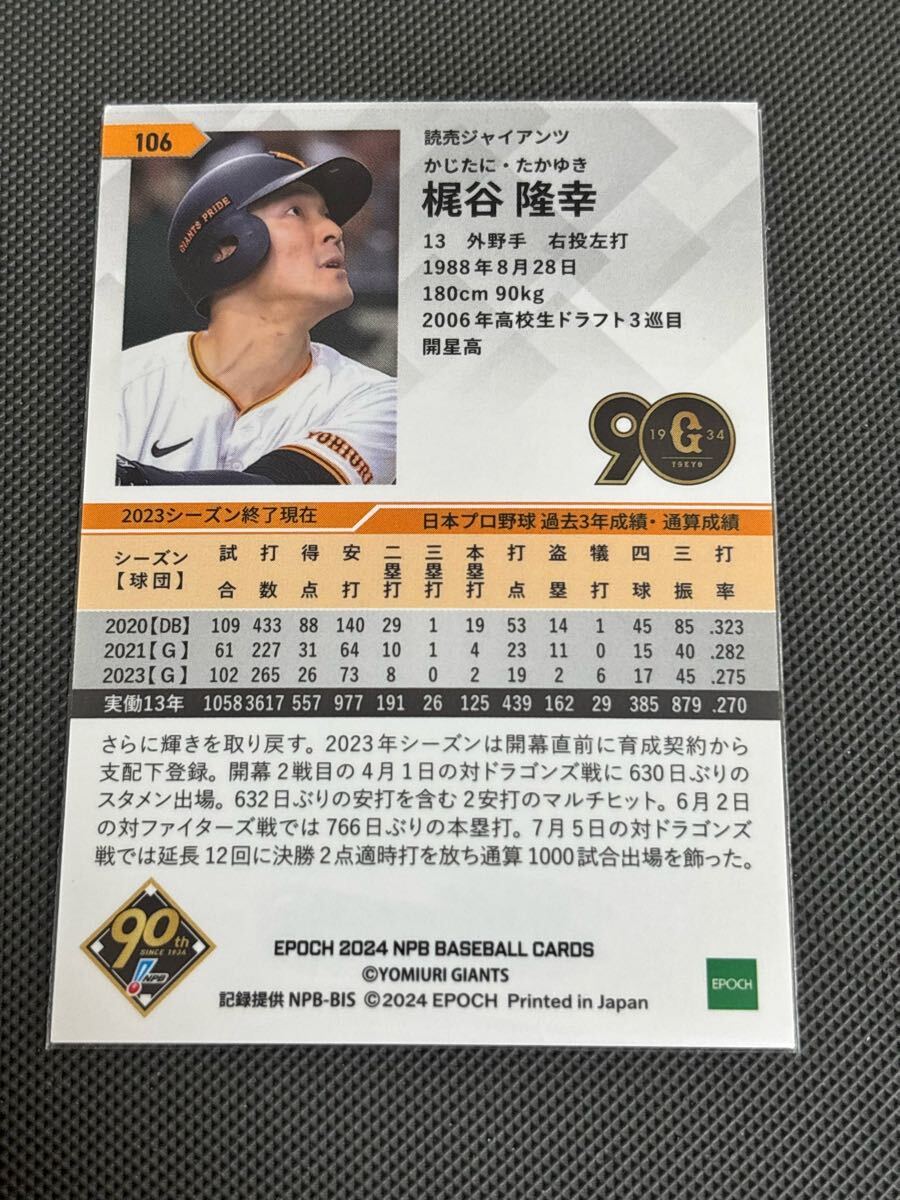 106
読売ジャイアンツ
かじたに・たかゆき
梶谷 隆幸
13 外野手 右投左打
1988年8月28日
180cm 90kg
2006年高校生ドラフト3巡目
開星高
GIANTS PRIDE
YOMIURI
90
19 G 34
TOKYO
2023シーズン終了現在
日本プロ野球 過去3年成績・通算成績
シーズン【球団】 試合 打数 得点 安打 二塁打 三塁打 本塁打 打点 盗塁 犠打 四球 三振 打率
2020【DB】 109 433 88 140 29 1 19 53 14 1 45 85 .323
2021【G】 61 227 31 64 10 1 4 23 11 0 15 40 .282
2023【G】 102 265 26 73 8 0 2 19 2 6 17 45 .275
実働13年 1058 3617 557 977 191 26 125 439 162 29 385 879 .270
さらに輝きを取り戻す。2023年シーズンは開幕直前に育成契約から
支配下登録。開幕2戦目の4月1日の対ドラゴンズ戦に630日ぶりの
スタメン出場。632日ぶりの安打を含む2安打のマルチヒット。6月2日
の対ファイターズ戦では766日ぶりの本塁打。7月5日の対ドラゴンズ
戦では延長12回に決勝2点適時打を放ち通算1000試合出場を飾った。
90th
SINCE 1934
NPB
EPOCH 2024 NPB BASEBALL CARDS
©YOMIURI GIANTS
記録提供 NPB-BIS ©2024 EPOCH Printed in Japan
EPOCH